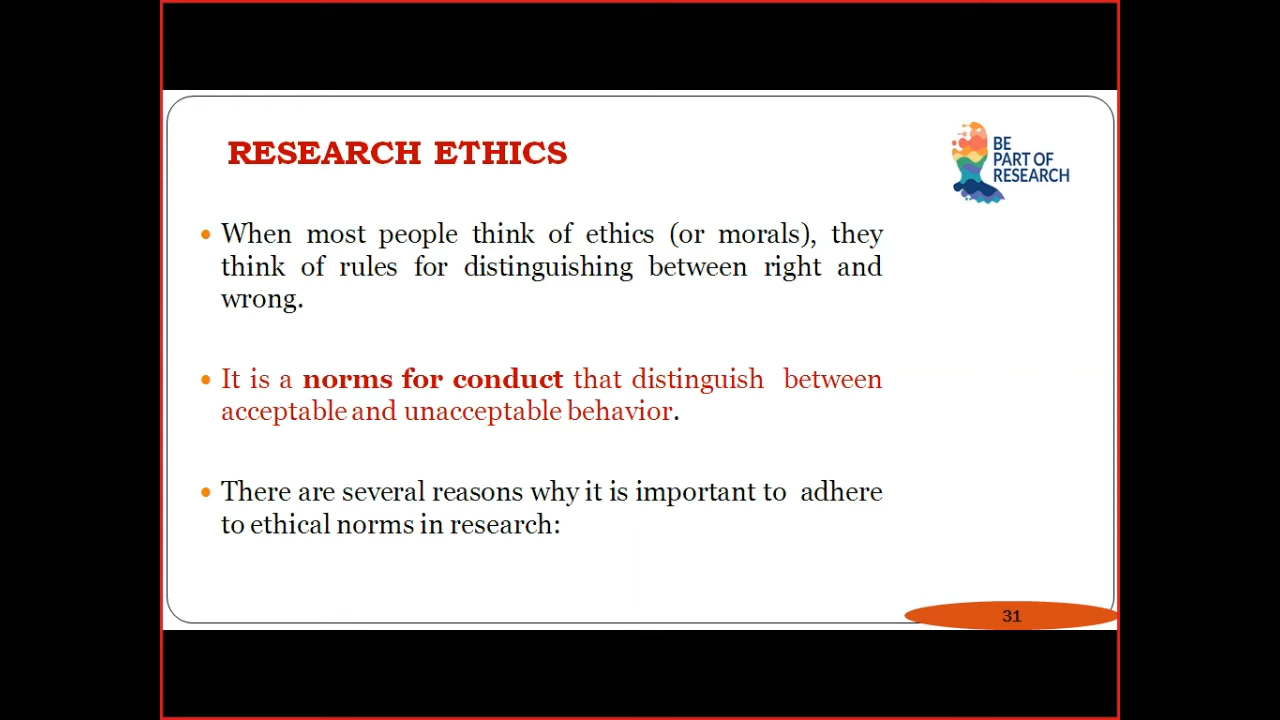 RESEARCH ETHICS
BE
PART OF
RESEARCH
• When most people think of ethics (or morals), they
think of rules for distinguishing between right and
wrong.
• It is a norms for conduct that distinguish between
acceptable and unacceptable behavior.
• There are several reasons why it is important to adhere
to ethical norms in research:
31